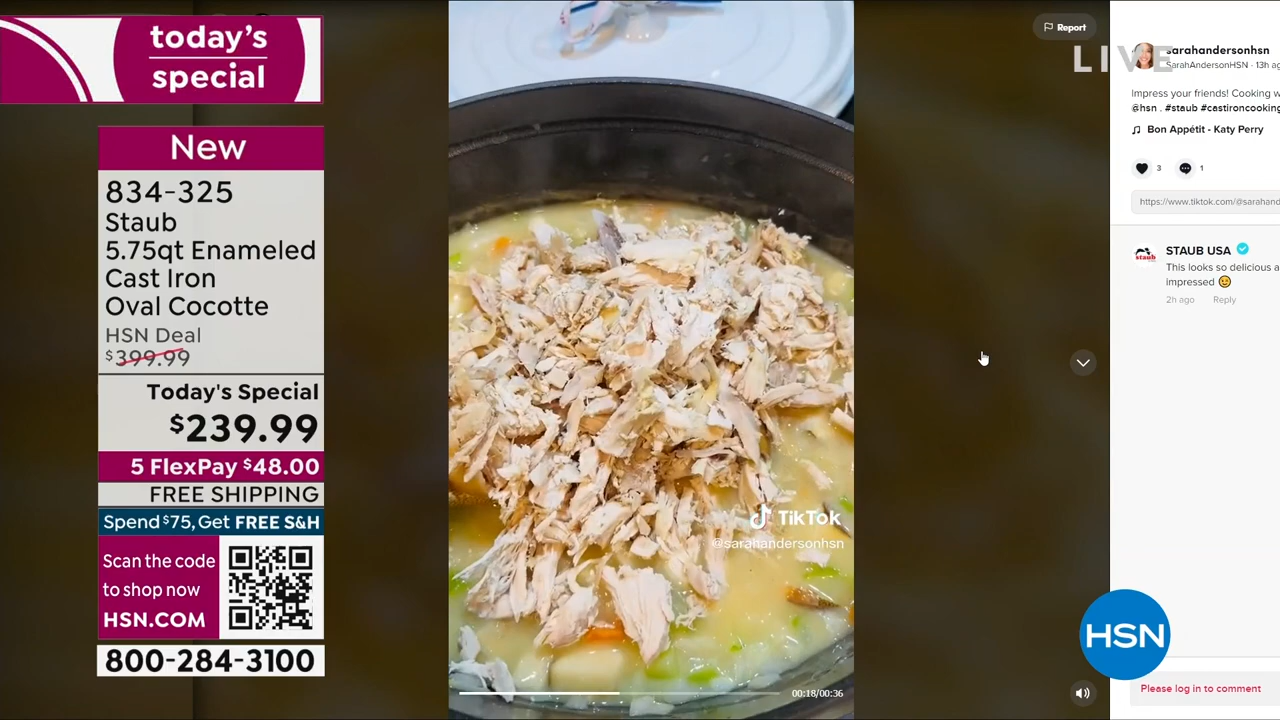 today's
special
New
834-325
Staub
5.75qt Enameled
Cast Iron
Oval Cocotte
HSN Deal
$399.99
Today's Special
$239.99
5 FlexPay $48.00
FREE SHIPPING
Spend $75, Get FREE S&H
Scan the code
to shop now
HSN.COM
800-284-3100
TikTok
@sarahandersonhsn
00:18/00:36
Report
LIVE
sarahandersonhsn
SarahAndersonHSN · 13h ag
Impress your friends! Cooking w
@hsn . #staub #castironcooking
Bon Appétit - Katy Perry
3
1
https://www.tiktok.com/@sarahand
staub
STAUB USA
This looks so delicious a
impressed 😉
2h ago Reply
HSN
Please log in to comment